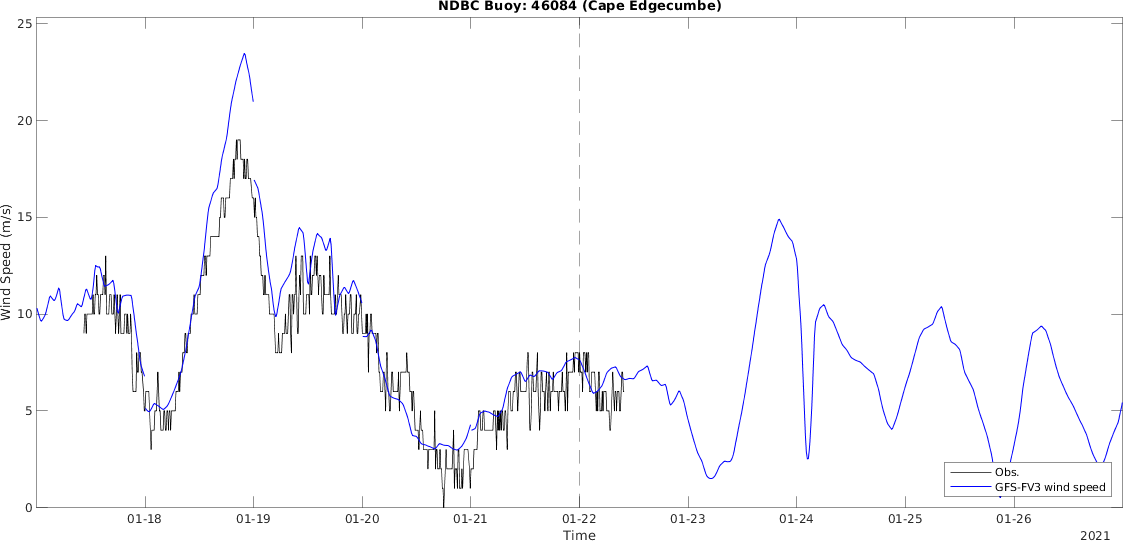 NDBC Buoy: 46084 (Cape Edgecumbe)
Wind Speed (m/s)
25
20
15
10
5
0
Obs.
GFS-FV3 wind speed
01-18 01-19 01-20 01-21 01-22 01-23 01-24 01-25 01-26
Time
2021